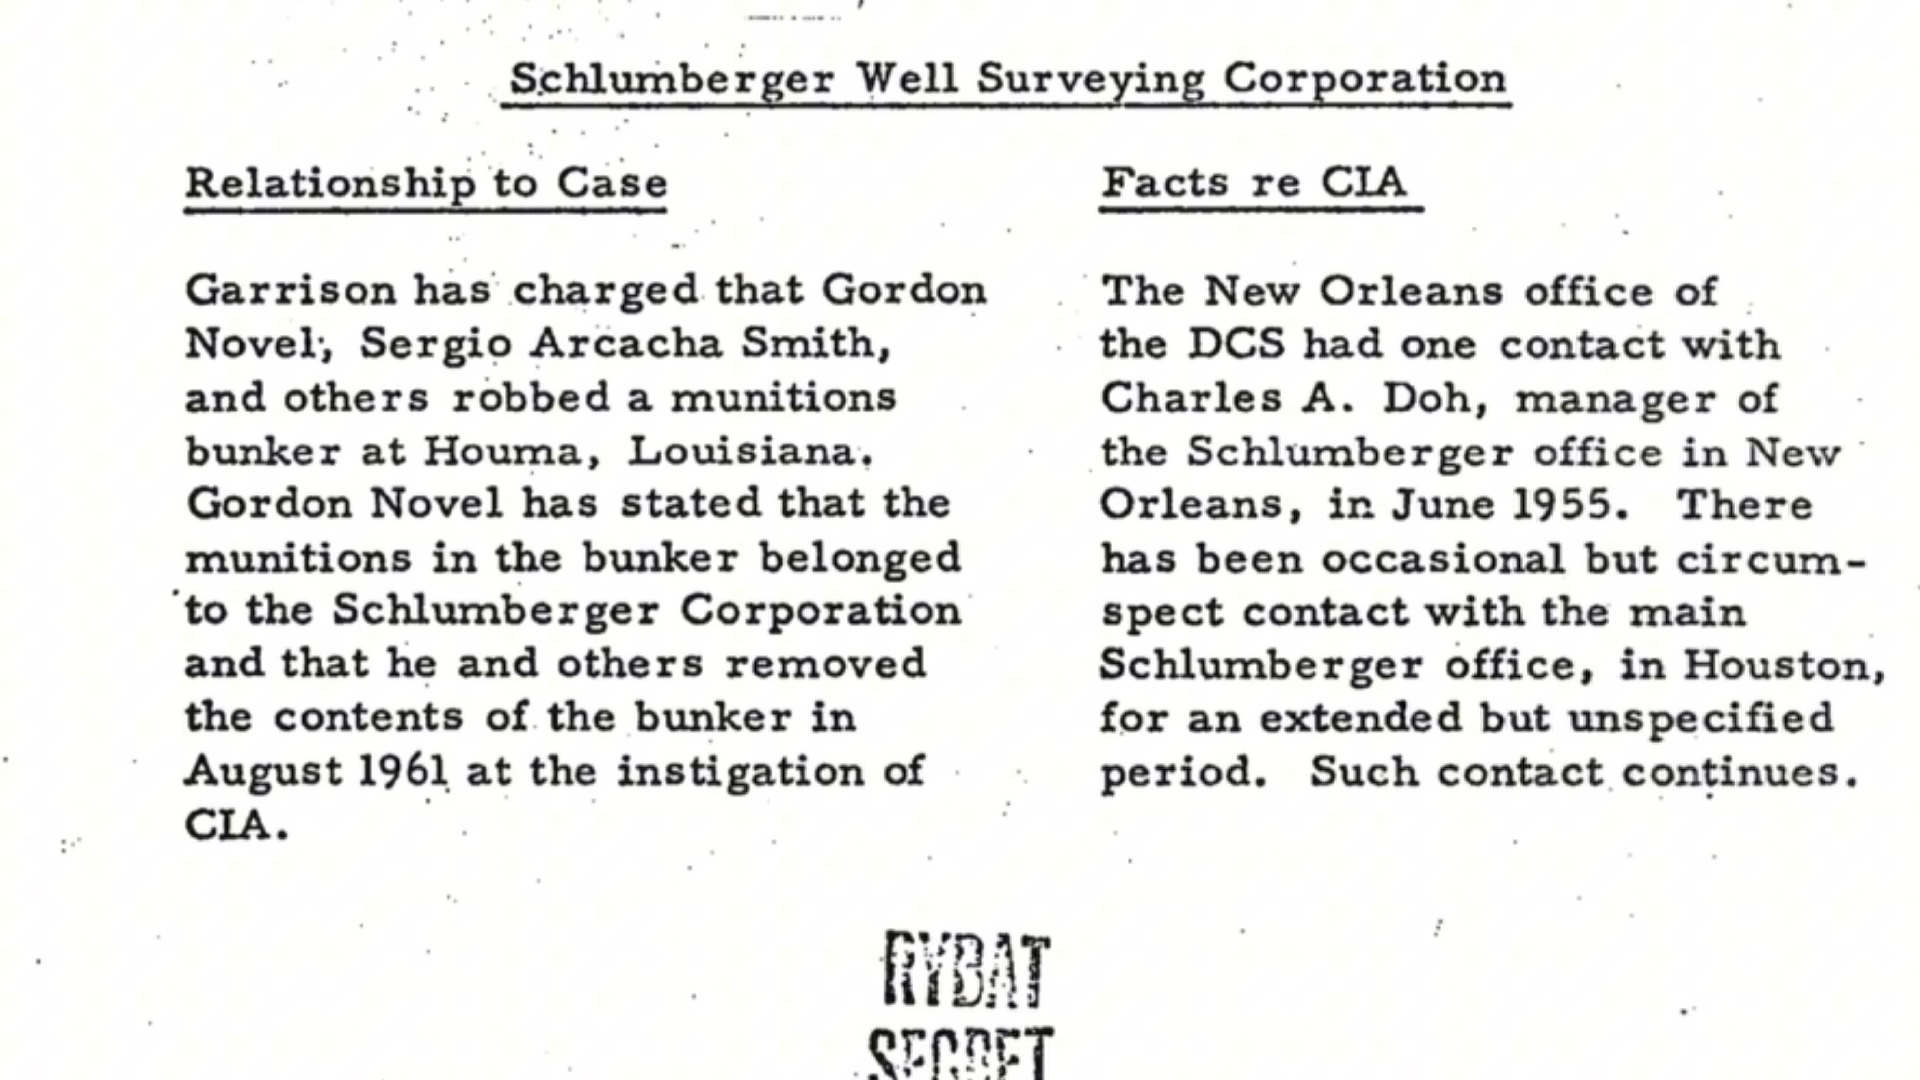 Schlumberger Well Surveying Corporation
Relationship to Case
Garrison has charged that Gordon
Novel, Sergio Arcacha Smith,
and others robbed a munitions
bunker at Houma, Louisiana.
Gordon Novel has stated that the
munitions in the bunker belonged
to the Schlumberger Corporation
and that he and others removed
the contents of the bunker in
August 1961 at the instigation of
CIA.
Facts re CIA
The New Orleans office of
the DCS had one contact with
Charles A. Doh, manager of
the Schlumberger office in New
Orleans, in June 1955. There
has been occasional but circum-
spect contact with the main
Schlumberger office, in Houston,
for an extended but unspecified
period. Such contact continues.
RYBAT
SECRET